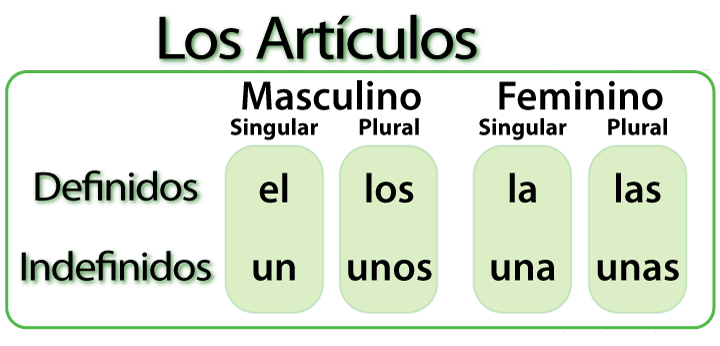 Los Artículos
Masculino Feminino
Singular Plural Singular Plural
Definidos el los la las
Indefinidos un unos una unas